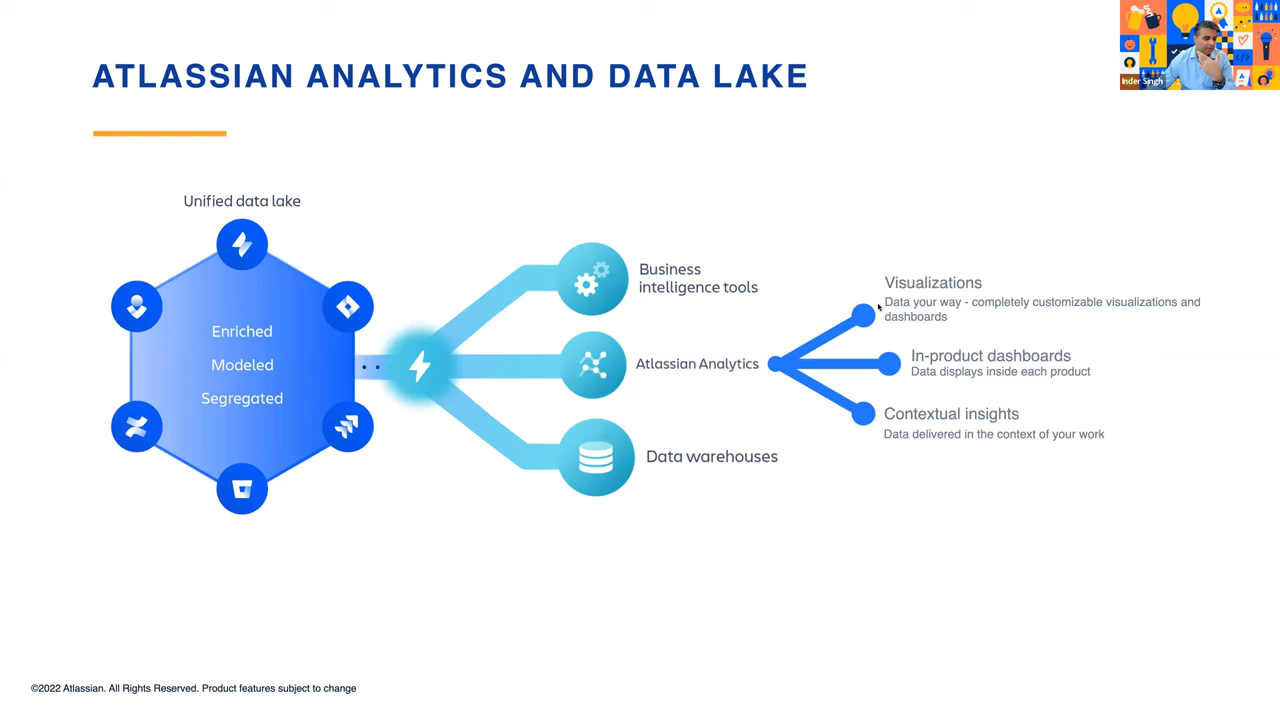 ATLASSIAN ANALYTICS AND DATA LAKE
Inder Singh
Unified data lake
Enriched
Modeled
Segregated
Business
intelligence tools
Atlassian Analytics
Data warehouses
Visualizations
Data your way - completely customizable visualizations and
dashboards
In-product dashboards
Data displays inside each product
Contextual insights
Data delivered in the context of your work
©2022 Atlassian. All Rights Reserved. Product features subject to change